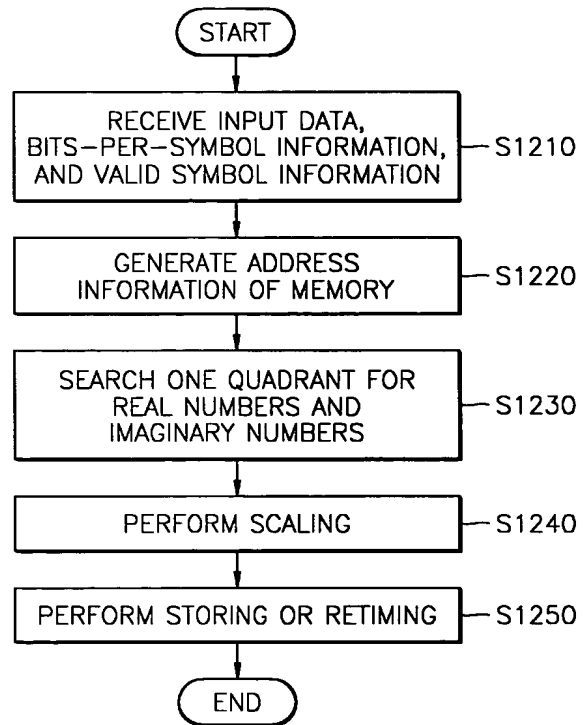 START
RECEIVE INPUT DATA,
BITS-PER-SYMBOL INFORMATION,
AND VALID SYMBOL INFORMATION
S1210
GENERATE ADDRESS
INFORMATION OF MEMORY
S1220
SEARCH ONE QUADRANT FOR
REAL NUMBERS AND
IMAGINARY NUMBERS
S1230
PERFORM SCALING
S1240
PERFORM STORING OR RETIMING
S1250
END